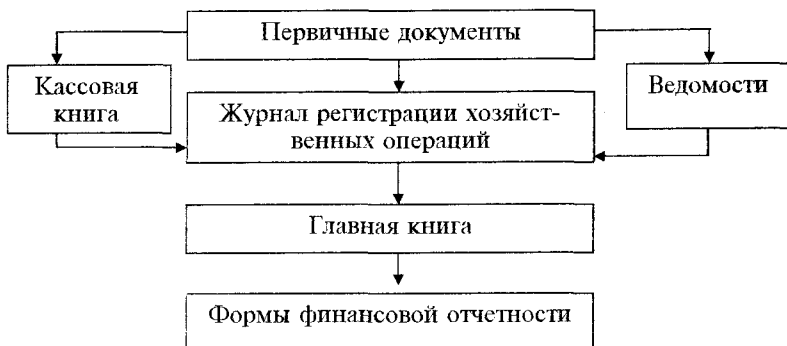 Первичные документы
Кассовая
книга
Журнал регистрации хозяйст-
венных операций
Ведомости
Главная книга
Формы финансовой отчетности